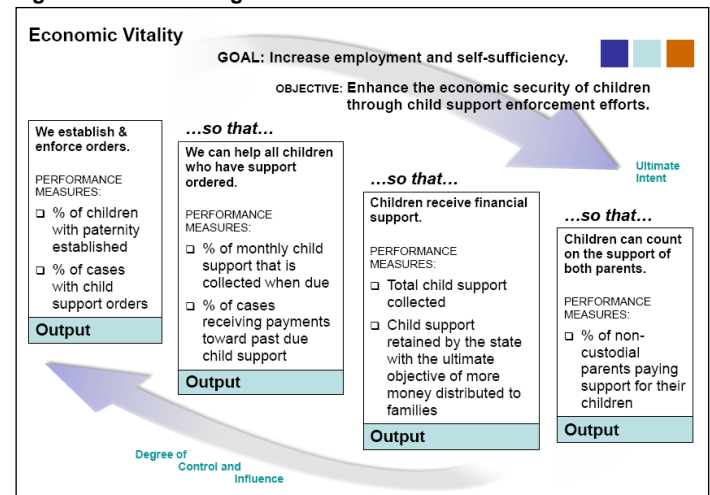 Economic Vitality
GOAL: Increase employment and self-sufficiency.
OBJECTIVE: Enhance the economic security of children
through child support enforcement efforts.
We establish &
enforce orders.
PERFORMANCE
MEASURES:
❑ % of children
with paternity
established
❑ % of cases
with child
support orders
Output
...so that...
We can help all children
who have support
ordered.
PERFORMANCE
MEASURES:
❑ % of monthly child
support that is
collected when due
❑ % of cases
receiving payments
toward past due
child support
Output
...so that...
Children receive financial
support.
PERFORMANCE
MEASURES:
❑ Total child support
collected
❑ Child support
retained by the state
with the ultimate
objective of more
money distributed to
families
Output
Ultimate
Intent
...so that...
Children can count
on the support of
both parents.
PERFORMANCE
MEASURES:
❑ % of non-
custodial
parents paying
support for their
children
Output
Degree of
Control and
Influence